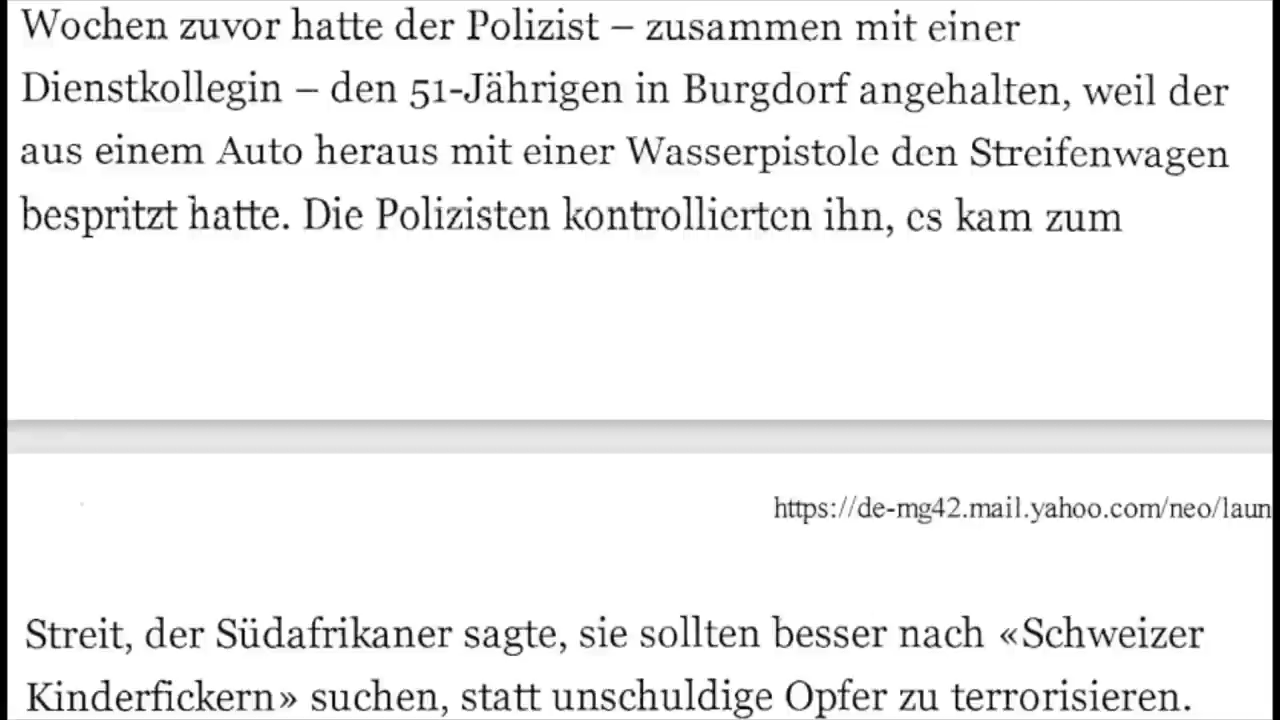 Wochen zuvor hatte der Polizist – zusammen mit einer
Dienstkollegin – den 51-Jährigen in Burgdorf angehalten, weil der
aus einem Auto heraus mit einer Wasserpistole den Streifenwagen
bespritzt hatte. Die Polizisten kontrollierten ihn, es kam zum
https://de-mg42.mail.yahoo.com/neo/laun
Streit, der Südafrikaner sagte, sie sollten besser nach «Schweizer
Kinderfickern» suchen, statt unschuldige Opfer zu terrorisieren.